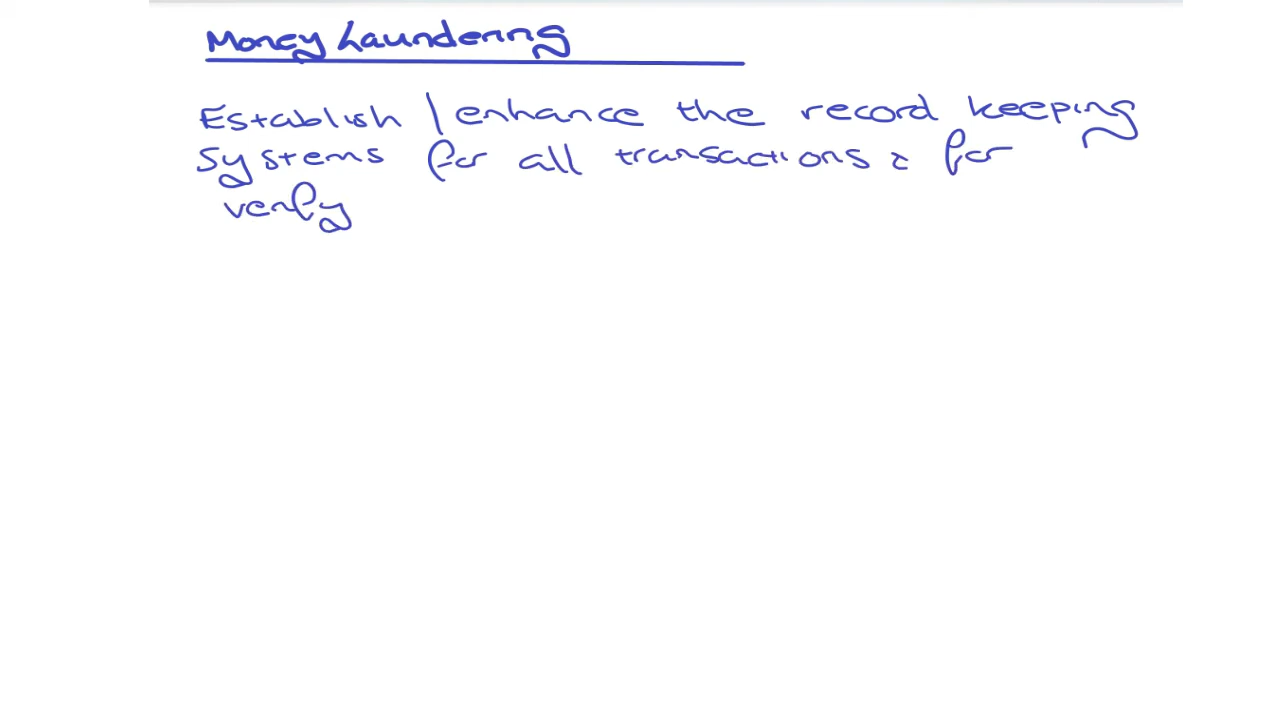 Money Laundering
Establish / enhance the record keeping
systems for all transactions & for
verify